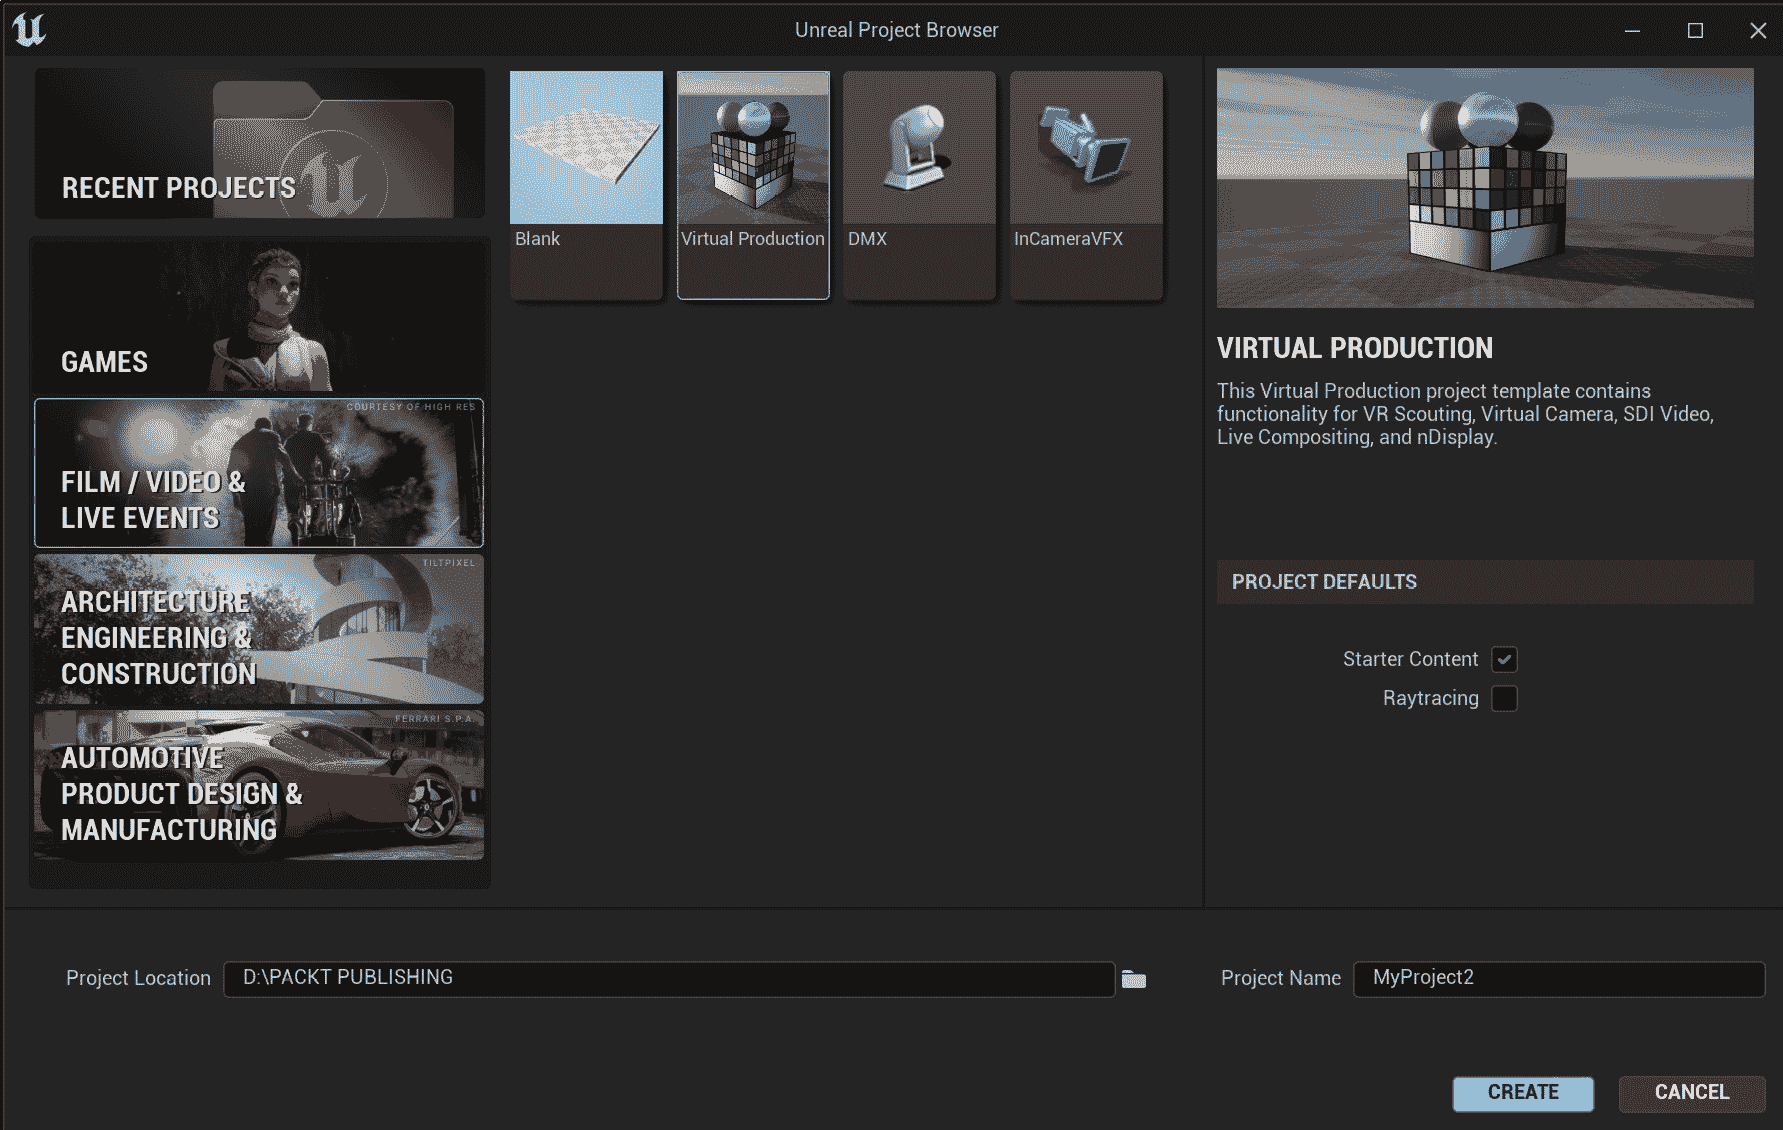 Unreal Project Browser
RECENT PROJECTS
GAMES
COURTESY OF HIGH RES
FILM / VIDEO &
LIVE EVENTS
TILTPIXEL
ARCHITECTURE
ENGINEERING &
CONSTRUCTION
FERRARI S.P.A.
AUTOMOTIVE
PRODUCT DESIGN &
MANUFACTURING
Blank
Virtual Production
DMX
InCameraVFX
VIRTUAL PRODUCTION
This Virtual Production project template contains
functionality for VR Scouting, Virtual Camera, SDI Video,
Live Compositing, and nDisplay.
PROJECT DEFAULTS
Starter Content
Raytracing
Project Location
D:\PACKT PUBLISHING
Project Name
MyProject2
CREATE
CANCEL